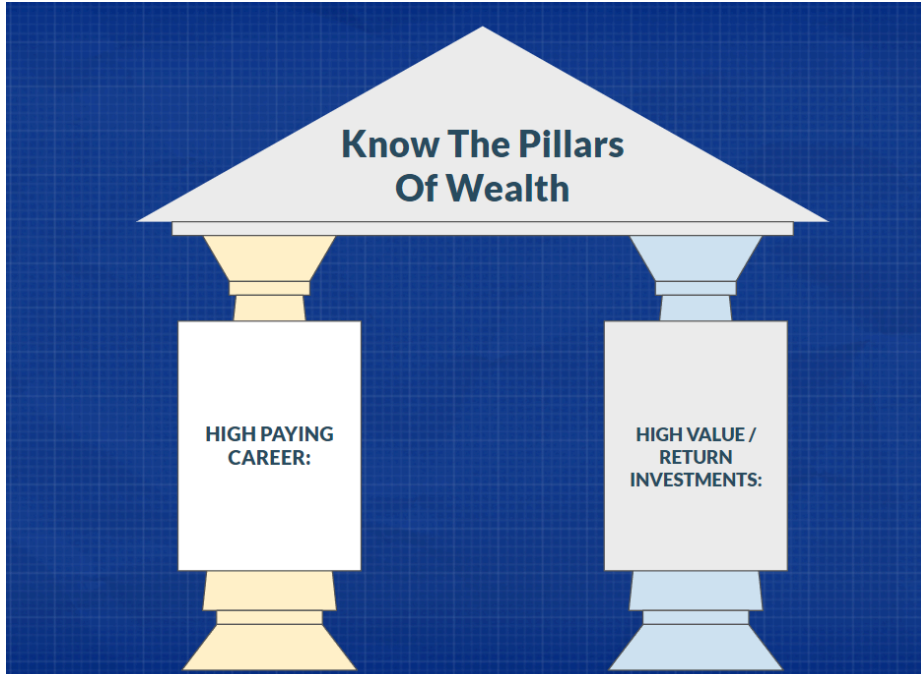 Know The Pillars
Of Wealth
HIGH PAYING
CAREER:
HIGH VALUE /
RETURN
INVESTMENTS: